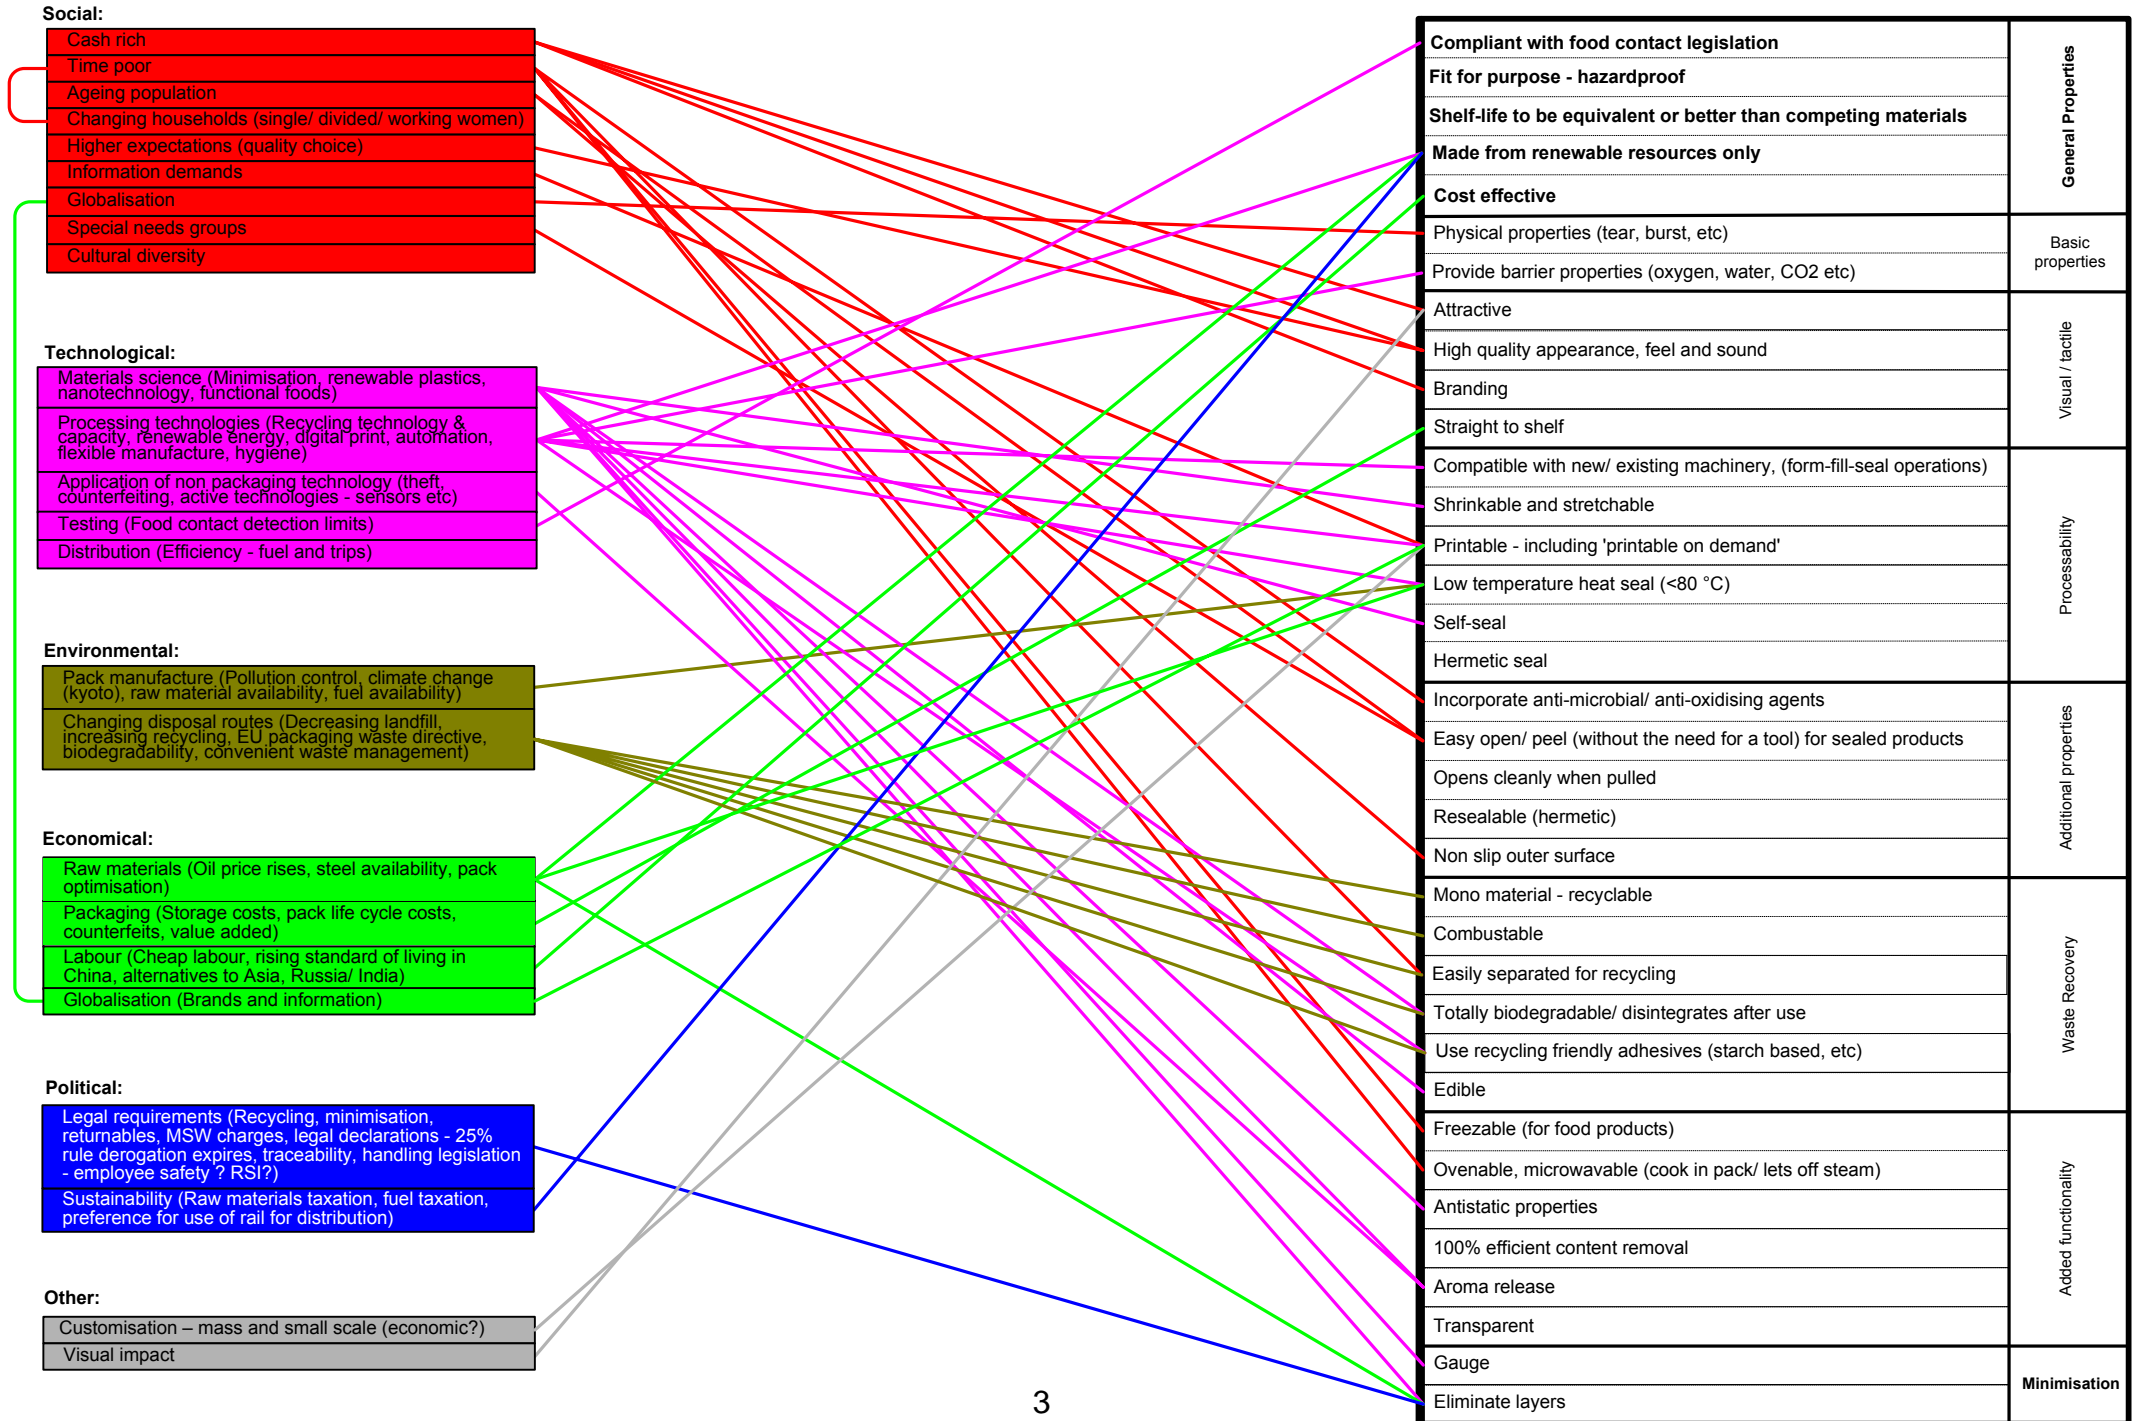 Social:
Cash rich
Time poor
Ageing population
Changing households (single/ divided/ working women)
Higher expectations (quality choice)
Information demands
Globalisation
Special needs groups
Cultural diversity
Technological:
Materials science (Minimisation, renewable plastics,
nanotechnology, functional foods)
Processing technologies (Recycling technology &
capacity, renewable energy, digital print, automation,
flexible manufacture, hygiene)
Application of non packaging technology (theft,
counterfeiting, active technologies - sensors etc)
Testing (Food contact detection limits)
Distribution (Efficiency - fuel and trips)
Environmental:
Pack manufacture (Pollution control, climate change
(kyoto), raw material availability, fuel availability)
Changing disposal routes (Decreasing landfill,
increasing recycling, EU packaging waste directive,
biodegradability, convenient waste management)
Economical:
Raw materials (Oil price rises, steel availability, pack
optimisation)
Packaging (Storage costs, pack life cycle costs,
counterfeits, value added)
Labour (Cheap labour, rising standard of living in
China, alternatives to Asia, Russia/ India)
Globalisation (Brands and information)
Political:
Legal requirements (Recycling, minimisation,
returnables, MSW charges, legal declarations - 25%
rule derogation expires, traceability, handling legislation
- employee safety ? RSI?)
Sustainability (Raw materials taxation, fuel taxation,
preference for use of rail for distribution)
Other:
Customisation – mass and small scale (economic?)
Visual impact
Compliant with food contact legislation
Fit for purpose - hazardproof
Shelf-life to be equivalent or better than competing materials
Made from renewable resources only
Cost effective
General Properties
Physical properties (tear, burst, etc)
Provide barrier properties (oxygen, water, CO2 etc)
Basic
properties
Attractive
High quality appearance, feel and sound
Branding
Straight to shelf
Visual / tactile
Compatible with new/ existing machinery, (form-fill-seal operations)
Shrinkable and stretchable
Printable - including 'printable on demand'
Low temperature heat seal (<80 °C)
Self-seal
Hermetic seal
Processability
Incorporate anti-microbial/ anti-oxidising agents
Easy open/ peel (without the need for a tool) for sealed products
Opens cleanly when pulled
Resealable (hermetic)
Non slip outer surface
Additional properties
Mono material - recyclable
Combustable
Easily separated for recycling
Totally biodegradable/ disintegrates after use
Use recycling friendly adhesives (starch based, etc)
Edible
Waste Recovery
Freezable (for food products)
Ovenable, microwavable (cook in pack/ lets off steam)
Antistatic properties
100% efficient content removal
Aroma release
Transparent
Added functionality
Gauge
Eliminate layers
Minimisation
3